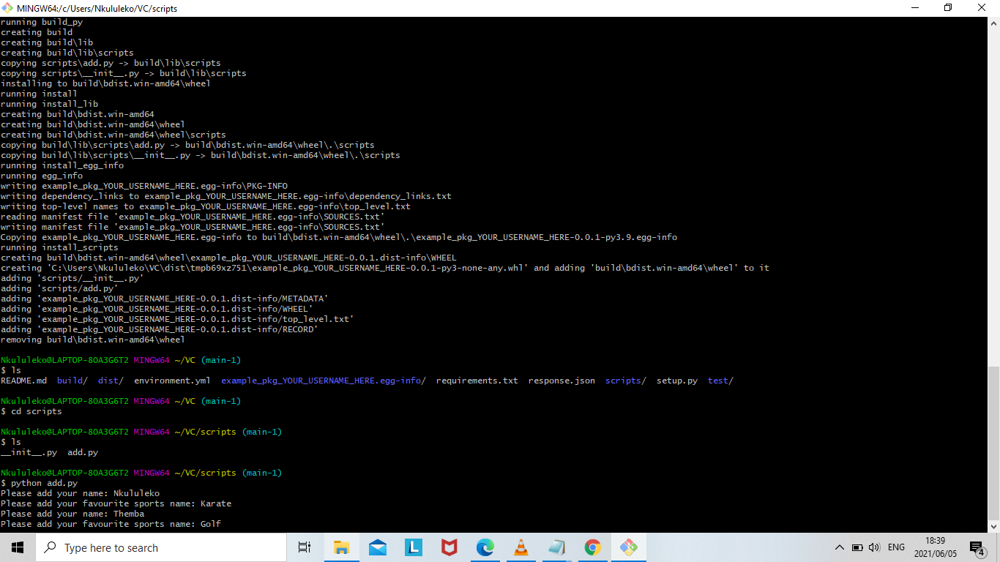 MINGW64:/c/Users/Nkululeko/VC/scripts
running build_py
creating build
creating build\lib
creating build\lib\scripts
copying scripts\add.py -> build\lib\scripts
copying scripts\__init__.py -> build\lib\scripts
installing to build\bdist.win-amd64\wheel
running install
running install_lib
creating build\bdist.win-amd64
creating build\bdist.win-amd64\wheel
creating build\bdist.win-amd64\wheel\scripts
copying build\lib\scripts\add.py -> build\bdist.win-amd64\wheel\.\scripts
copying build\lib\scripts\__init__.py -> build\bdist.win-amd64\wheel\.\scripts
running install_egg_info
running egg_info
writing example_pkg_YOUR_USERNAME_HERE.egg-info\PKG-INFO
writing dependency_links to example_pkg_YOUR_USERNAME_HERE.egg-info\dependency_links.txt
writing top-level names to example_pkg_YOUR_USERNAME_HERE.egg-info\top_level.txt
reading manifest file 'example_pkg_YOUR_USERNAME_HERE.egg-info\SOURCES.txt'
writing manifest file 'example_pkg_YOUR_USERNAME_HERE.egg-info\SOURCES.txt'
Copying example_pkg_YOUR_USERNAME_HERE.egg-info to build\bdist.win-amd64\wheel\.\example_pkg_YOUR_USERNAME_HERE-0.0.1-py3.9.egg-info
running install_scripts
creating build\bdist.win-amd64\wheel\example_pkg_YOUR_USERNAME_HERE-0.0.1.dist-info\WHEEL
creating 'C:\Users\Nkululeko\VC\dist\tmpb69xz751\example_pkg_YOUR_USERNAME_HERE-0.0.1-py3-none-any.whl' and adding 'build\bdist.win-amd64\wheel' to it
adding 'scripts/__init__.py'
adding 'scripts/add.py'
adding 'example_pkg_YOUR_USERNAME_HERE-0.0.1.dist-info/METADATA'
adding 'example_pkg_YOUR_USERNAME_HERE-0.0.1.dist-info/WHEEL'
adding 'example_pkg_YOUR_USERNAME_HERE-0.0.1.dist-info/top_level.txt'
adding 'example_pkg_YOUR_USERNAME_HERE-0.0.1.dist-info/RECORD'
removing build\bdist.win-amd64\wheel
Nkululeko@LAPTOP-8OA3G6T2 MINGW64 ~/VC (main-1)
$ ls
README.md build/ dist/ environment.yml example_pkg_YOUR_USERNAME_HERE.egg-info/ requirements.txt response.json scripts/ setup.py test/
Nkululeko@LAPTOP-8OA3G6T2 MINGW64 ~/VC (main-1)
$ cd scripts
Nkululeko@LAPTOP-8OA3G6T2 MINGW64 ~/VC/scripts (main-1)
$ ls
__init__.py add.py
Nkululeko@LAPTOP-8OA3G6T2 MINGW64 ~/VC/scripts (main-1)
$ python add.py
Please add your name: Nkululeko
Please add your favourite sports name: Karate
Please add your name: Themba
Please add your favourite sports name: Golf
Type here to search
L
ENG
18:39
2021/06/05
4